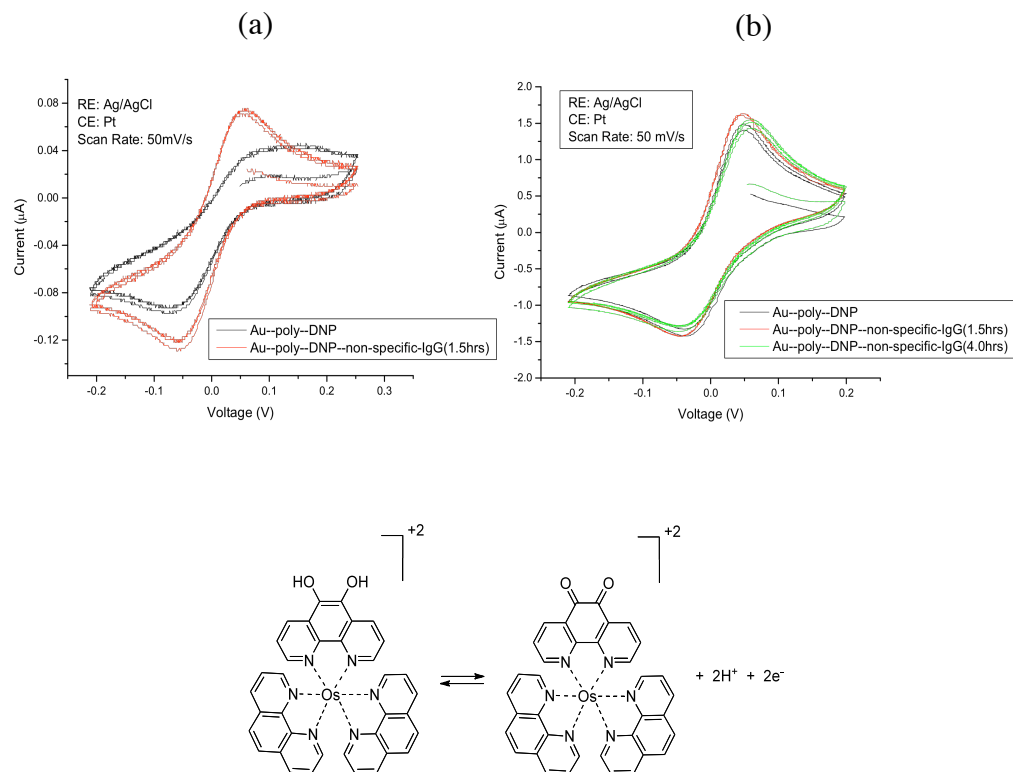 (a)
(b)
RE: Ag/AgCl
CE: Pt
Scan Rate: 50mV/s
0.08
0.04
0.00
-0.04
-0.08
-0.12
Current (μA)
Au--poly--DNP
Au--poly--DNP--non-specific-IgG(1.5hrs)
-0.2 -0.1 0.0 0.1 0.2 0.3
Voltage (V)
RE: Ag/AgCl
CE: Pt
Scan Rate: 50 mV/s
2.0
1.5
1.0
0.5
0.0
-0.5
-1.0
-1.5
-2.0
Current (μA)
Au--poly--DNP
Au--poly--DNP--non-specific-IgG(1.5hrs)
Au--poly--DNP--non-specific-IgG(4.0hrs)
-0.2 -0.1 0.0 0.1 0.2
Voltage (V)
+2
HO OH
N N
N Os N
N N
+2
O O
N N
N Os N
N N
+ 2H⁺ + 2e⁻